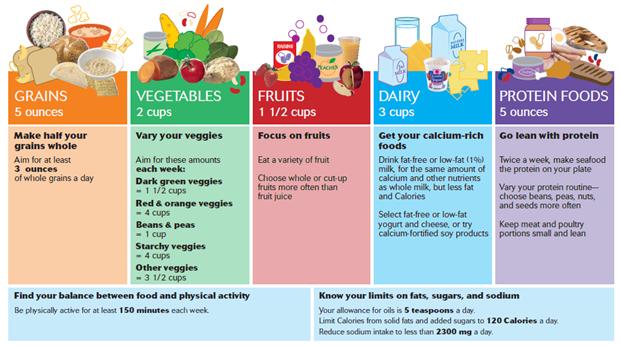 RAISINS
PEACHES
MILK
MILK
GRAINS
5 ounces
VEGETABLES
2 cups
FRUITS
1 1/2 cups
DAIRY
3 cups
PROTEIN FOODS
5 ounces
Make half your
grains whole
Aim for at least
3 ounces
of whole grains a day
Vary your veggies
Aim for these amounts
each week:
Dark green veggies
= 1 1/2 cups
Red & orange veggies
= 4 cups
Beans & peas
= 1 cup
Starchy veggies
= 4 cups
Other veggies
= 3 1/2 cups
Focus on fruits
Eat a variety of fruit
Choose whole or cut-up
fruits more often than
fruit juice
Get your calcium-rich
foods
Drink fat-free or low-fat (1%)
milk, for the same amount of
calcium and other nutrients
as whole milk, but less fat
and Calories
Select fat-free or low-fat
yogurt and cheese, or try
calcium-fortified soy products
Go lean with protein
Twice a week, make seafood
the protein on your plate
Vary your protein routine—
choose beans, peas, nuts,
and seeds more often
Keep meat and poultry
portions small and lean
Find your balance between food and physical activity
Be physically active for at least 150 minutes each week.
Know your limits on fats, sugars, and sodium
Your allowance for oils is 5 teaspoons a day.
Limit Calories from solid fats and added sugars to 120 Calories a day.
Reduce sodium intake to less than 2300 mg a day.